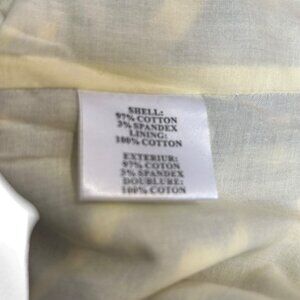 SHELL:
97% COTTON
3% SPANDEX
LINING:
100% COTTON
EXTERIUR:
97% COTON
3% SPANDEX
DOUBLURE:
100% COTON